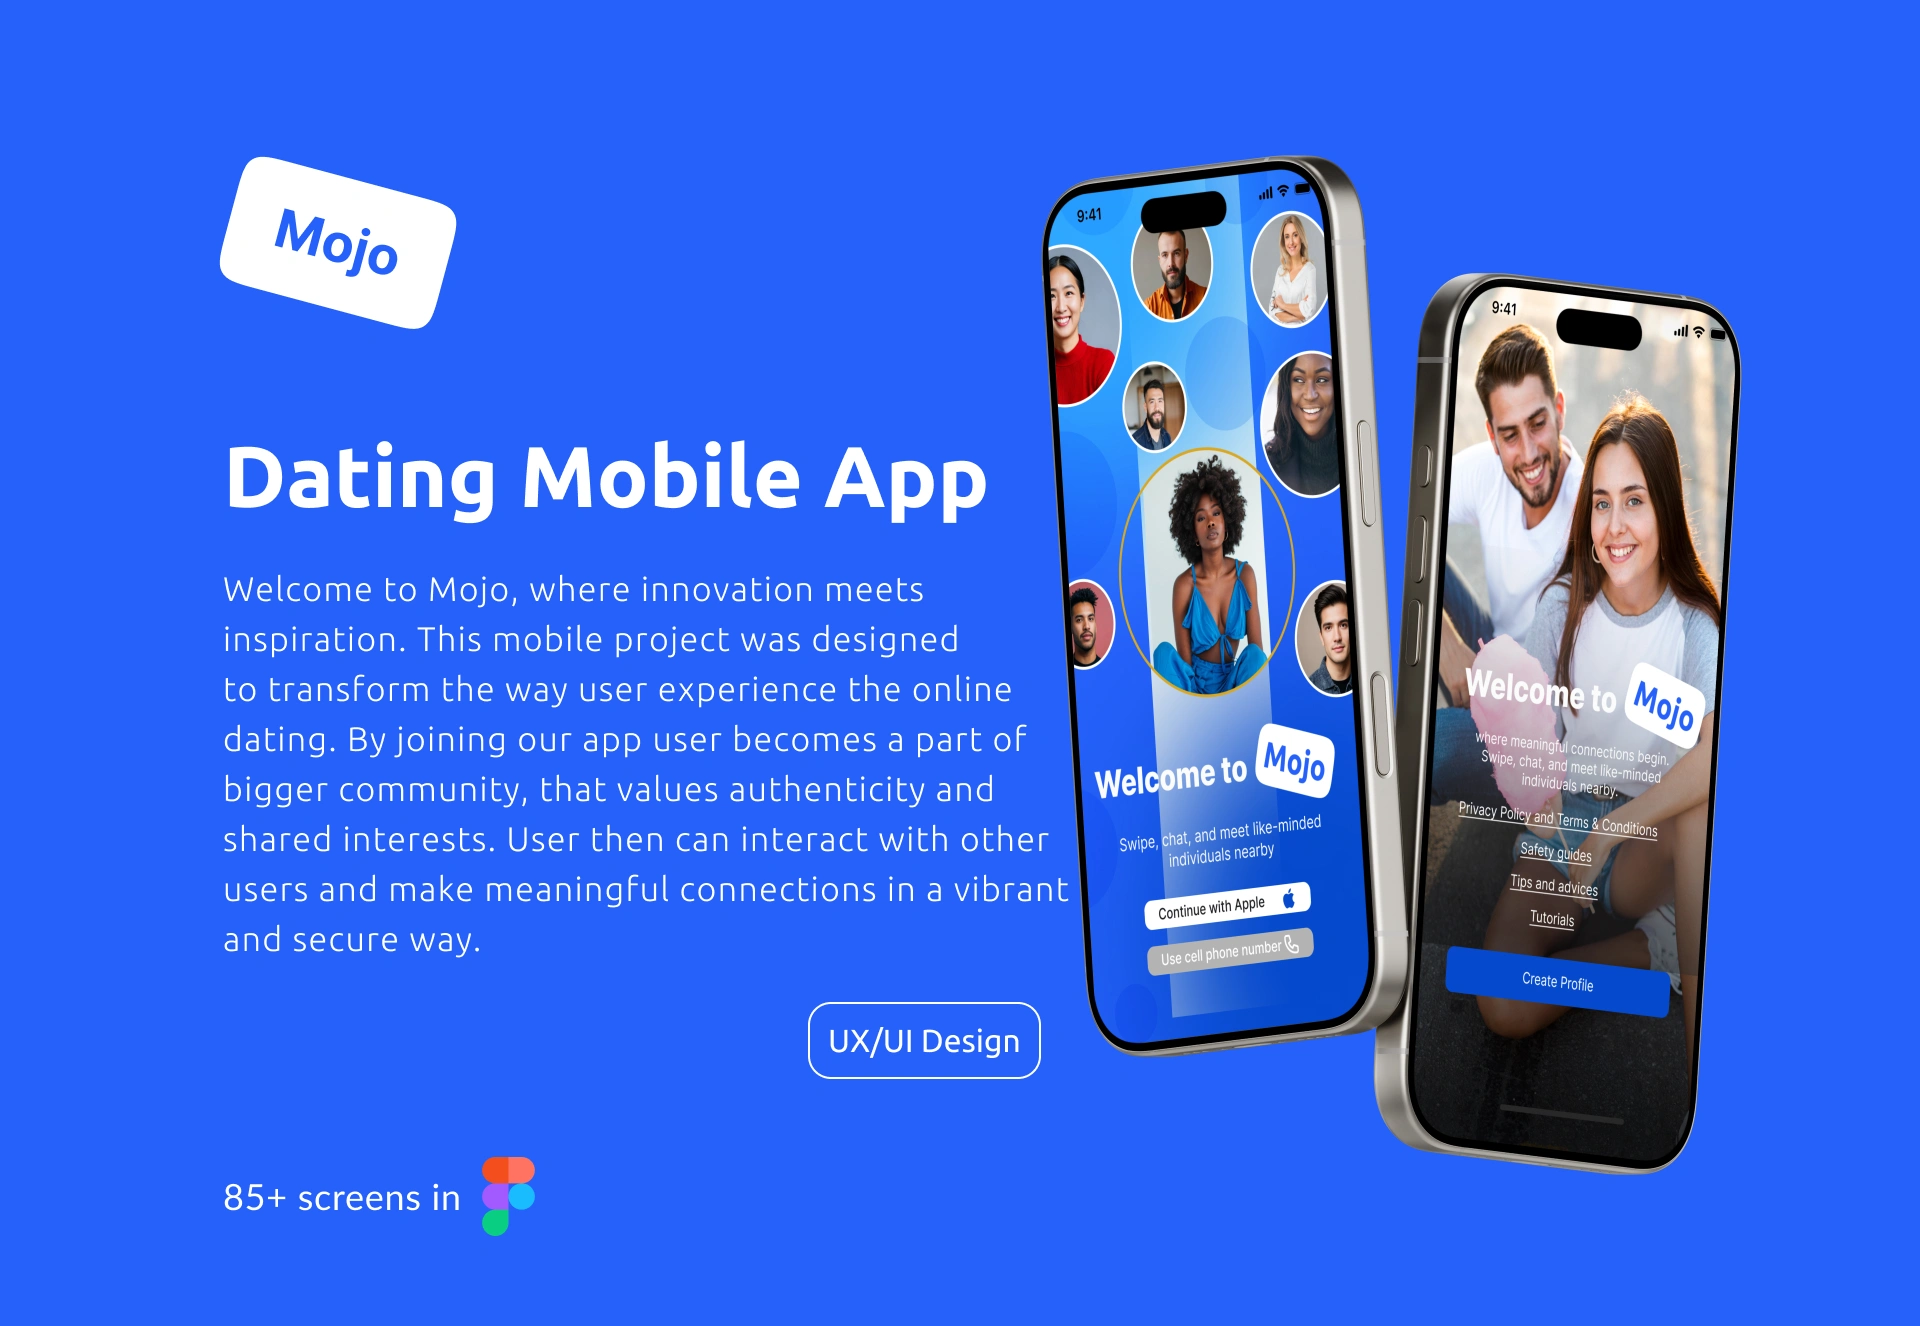 Mojo
Dating Mobile App
Welcome to Mojo, where innovation meets
inspiration. This mobile project was designed
to transform the way user experience the online
dating. By joining our app user becomes a part of
bigger community, that values authenticity and
shared interests. User then can interact with other
users and make meaningful connections in a vibrant
and secure way.
UX/UI Design
85+ screens in
9:41
Welcome to Mojo
Swipe, chat, and meet like-minded
individuals nearby
Continue with Apple
Use cell phone number
9:41
Welcome to Mojo
where meaningful connections begin.
Swipe, chat, and meet like-minded
individuals nearby.
Privacy Policy and Terms & Conditions
Safety guides
Tips and advices
Tutorials
Create Profile